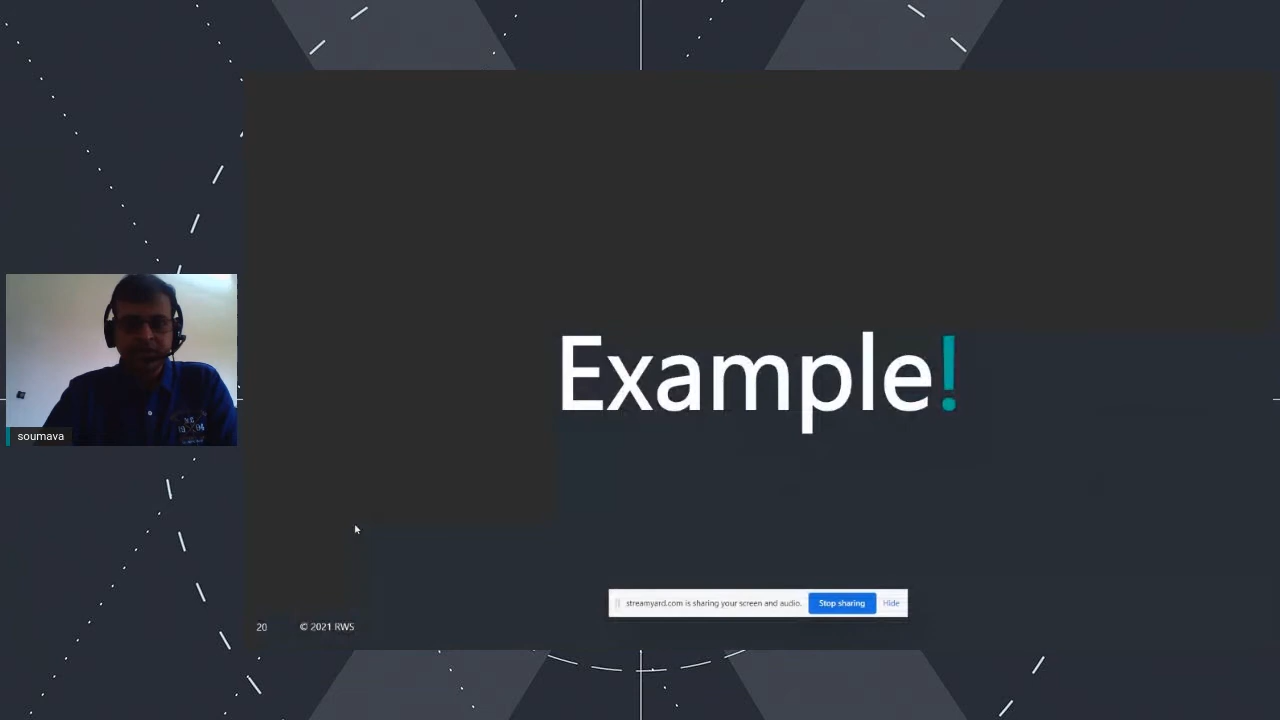 Example!
soumava
streamyard.com is sharing your screen and audio. Stop sharing Hide
20 © 2021 RWS